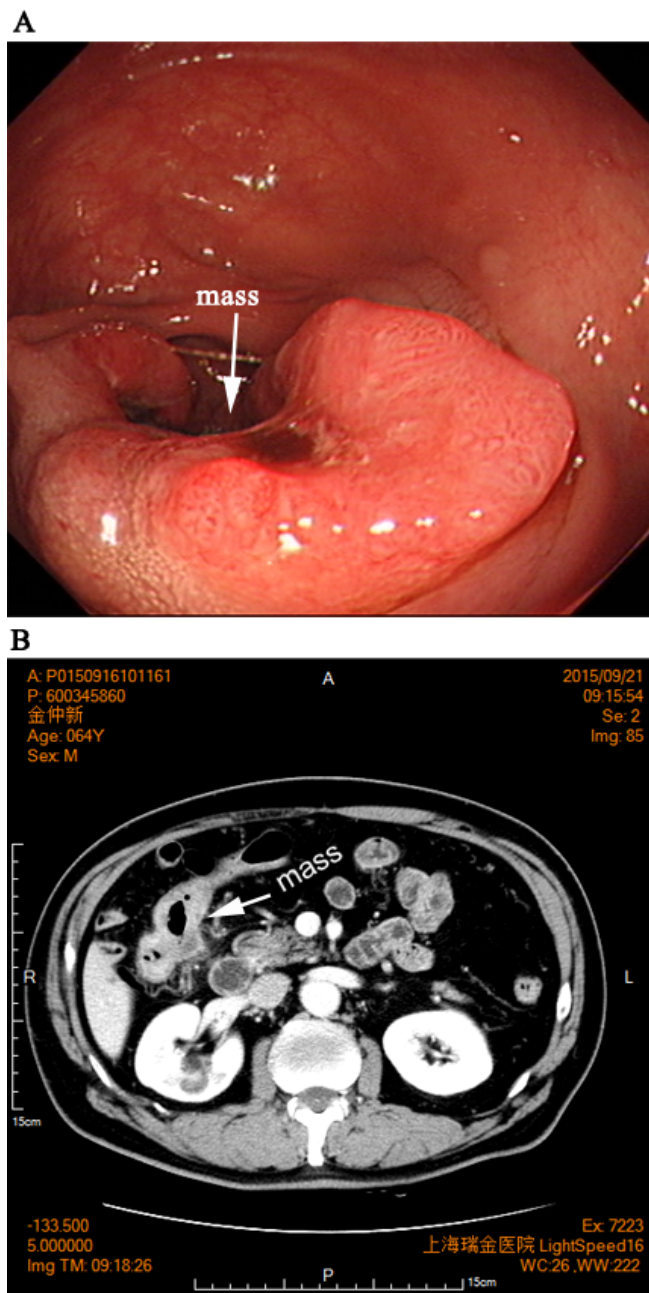 A
mass
B
A: P0150916101161
P: 600345860
金仲新
Age: 064Y
Sex: M
A
2015/09/21
09:15:54
Se: 2
Img: 85
mass
R
L
15cm
-133.500
5.000000
Img TM: 09:18:26
P
15cm
Ex: 7223
上海瑞金医院 LightSpeed16
WC:26 ,WW:222